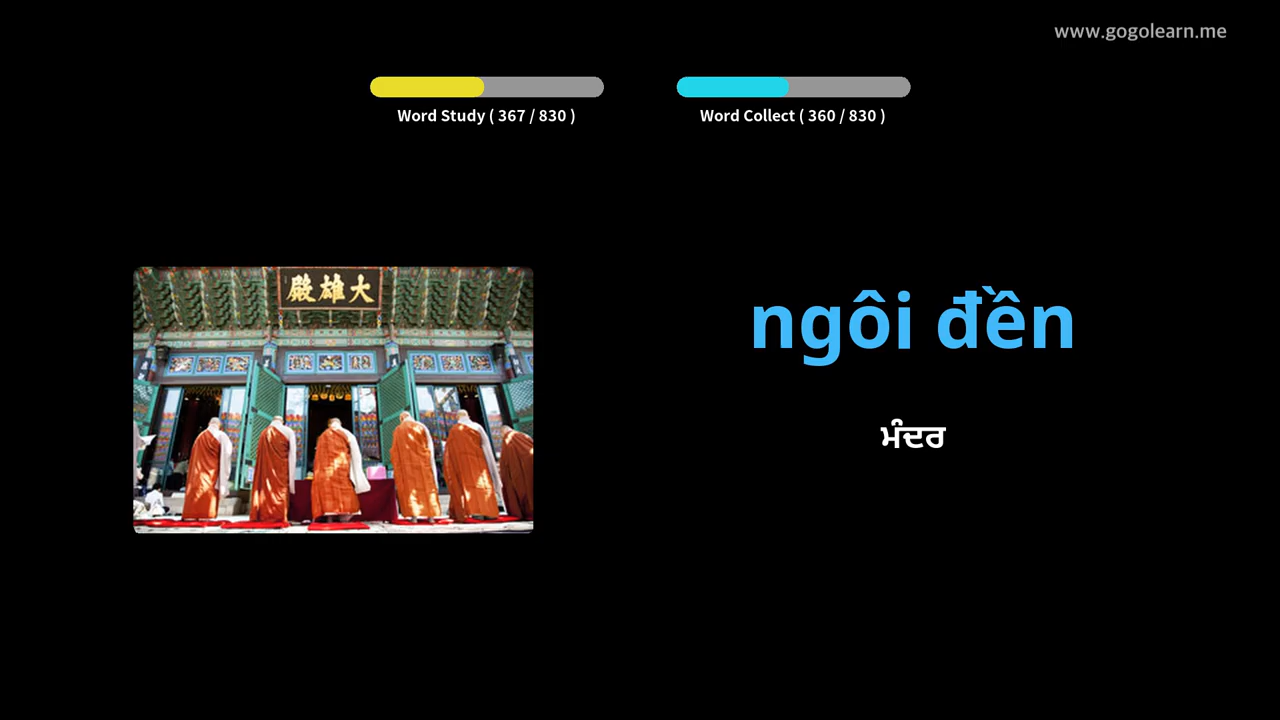 www.gogolearn.me
Word Study ( 367 / 830 )
Word Collect ( 360 / 830 )
殿雄大
ngôi đền
ਮੰਦਰ